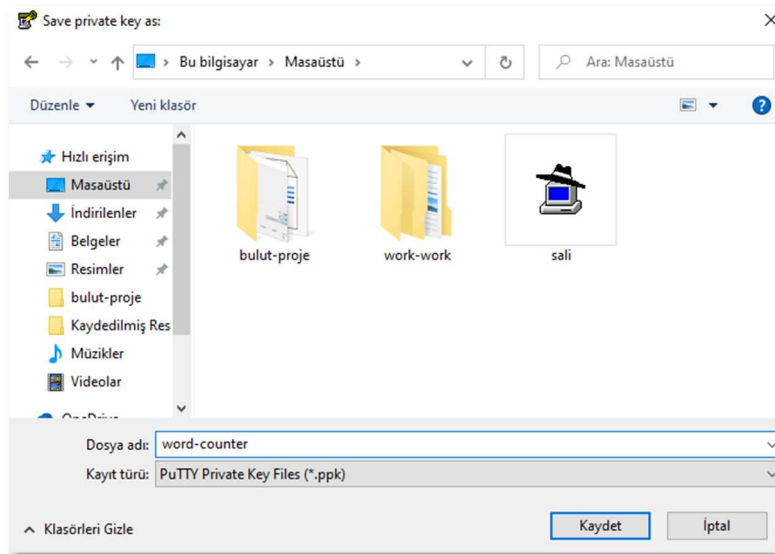 Save private key as:
Bu bilgisayar > Masaüstü >
Ara: Masaüstü
Düzenle
Yeni klasör
Hızlı erişim
Masaüstü
İndirilenler
Belgeler
Resimler
bulut-proje
Kaydedilmiş Res
Müzikler
Videolar
bulut-proje
work-work
sali
Dosya adı: word-counter
Kayıt türü: PuTTY Private Key Files (*.ppk)
Klasörleri Gizle
Kaydet
İptal